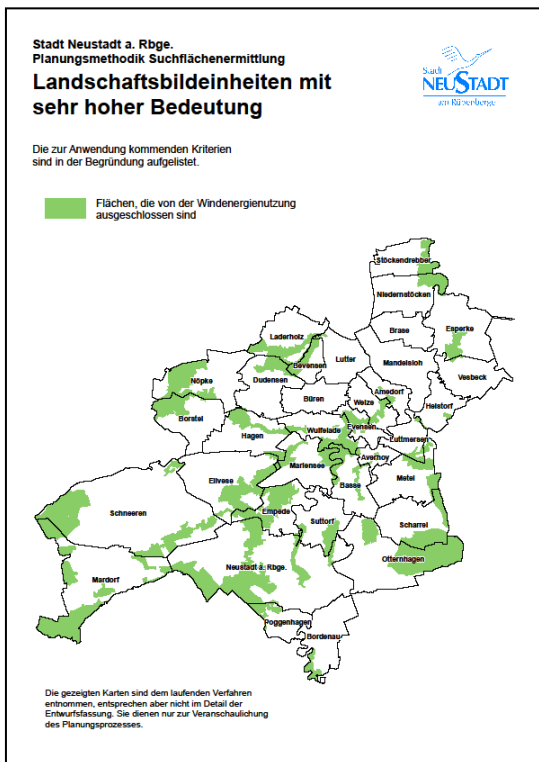 Stadt Neustadt a. Rbge.
Planungsmethodik Suchflächenermittlung
Landschaftsbildeinheiten mit
sehr hoher Bedeutung
Stadt
NEUSTADT
am Rübenberge
Die zur Anwendung kommenden Kriterien
sind in der Begründung aufgelistet.
Flächen, die von der Windenergienutzung
ausgeschlossen sind
Stöckendrebber
Niedernstöcken
Brase
Esperke
Laderholz
Lutter
Bevensen
Mandelsloh
Vesbeck
Nöpke
Dudensen
Amedorf
Büren
Welze
Helstorf
Borstel
Evensen
Wulfelade
Hagen
Luttmersen
Averhoy
Mariensee
Metel
Eilvese
Basse
Schneeren
Empede
Suttorf
Scharrel
Otternhagen
Neustadt a. Rbge.
Mardorf
Poggenhagen
Bordenau
Die gezeigten Karten sind dem laufenden Verfahren
entnommen, entsprechen aber nicht im Detail der
Entwurfsfassung. Sie dienen nur zur Veranschaulichung
des Planungsprozesses.